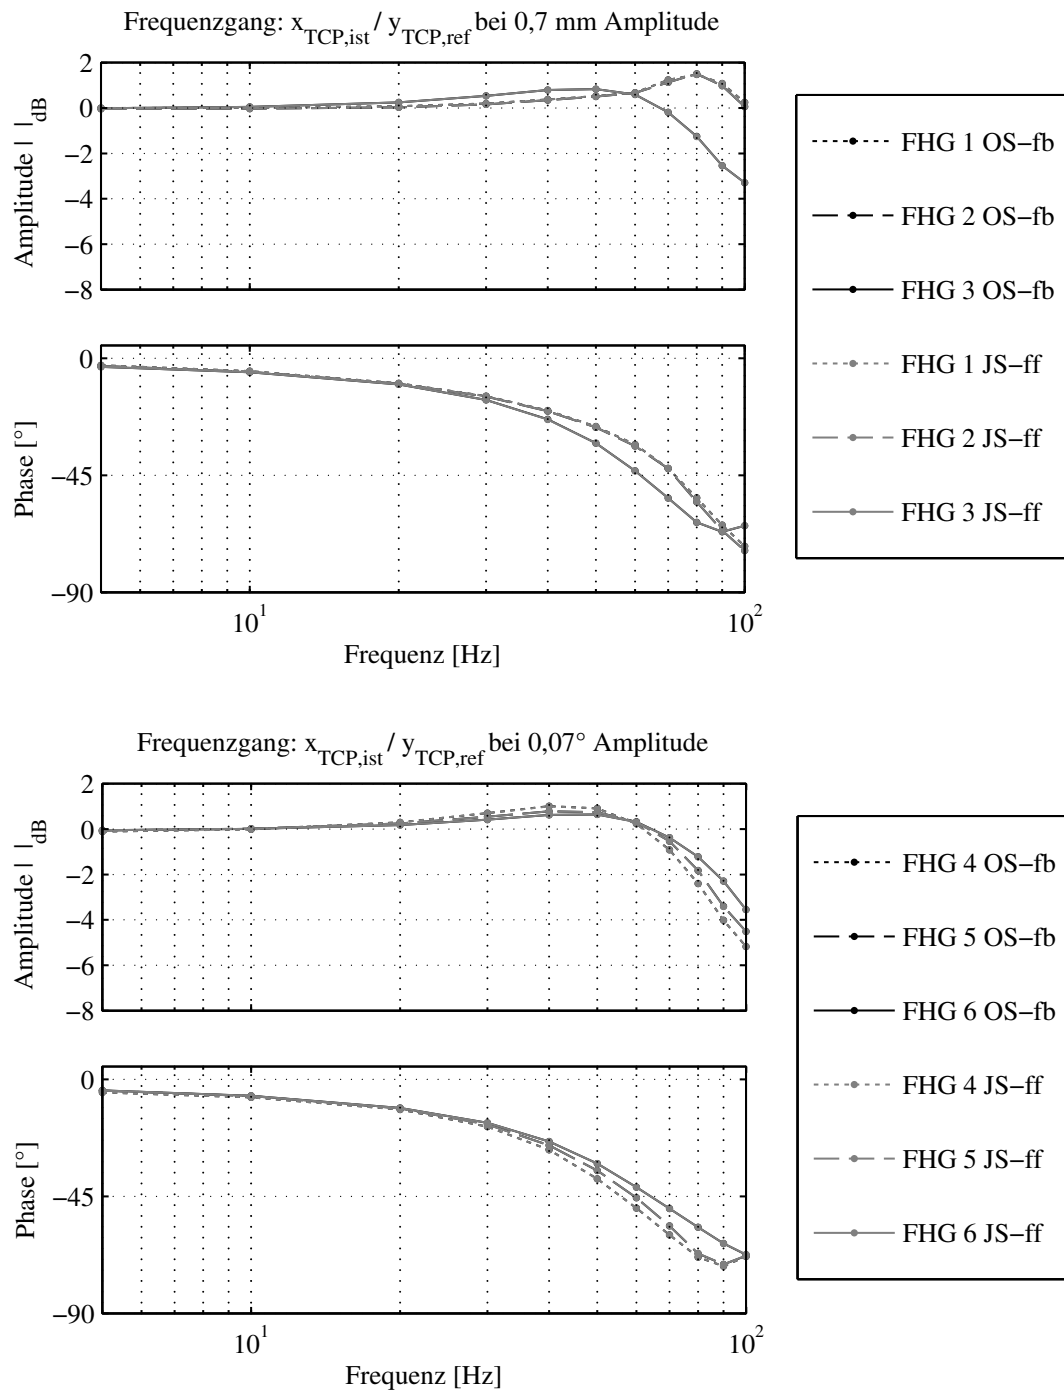 Frequenzgang: x_TCP,ist / y_TCP,ref bei 0,7 mm Amplitude
Amplitude | |_dB
2
0
−2
−4
−6
−8
Phase [°]
0
−45
−90
10^1
10^2
Frequenz [Hz]
FHG 1 OS−fb
FHG 2 OS−fb
FHG 3 OS−fb
FHG 1 JS−ff
FHG 2 JS−ff
FHG 3 JS−ff
Frequenzgang: x_TCP,ist / y_TCP,ref bei 0,07° Amplitude
Amplitude | |_dB
2
0
−2
−4
−6
−8
Phase [°]
0
−45
−90
10^1
10^2
Frequenz [Hz]
FHG 4 OS−fb
FHG 5 OS−fb
FHG 6 OS−fb
FHG 4 JS−ff
FHG 5 JS−ff
FHG 6 JS−ff